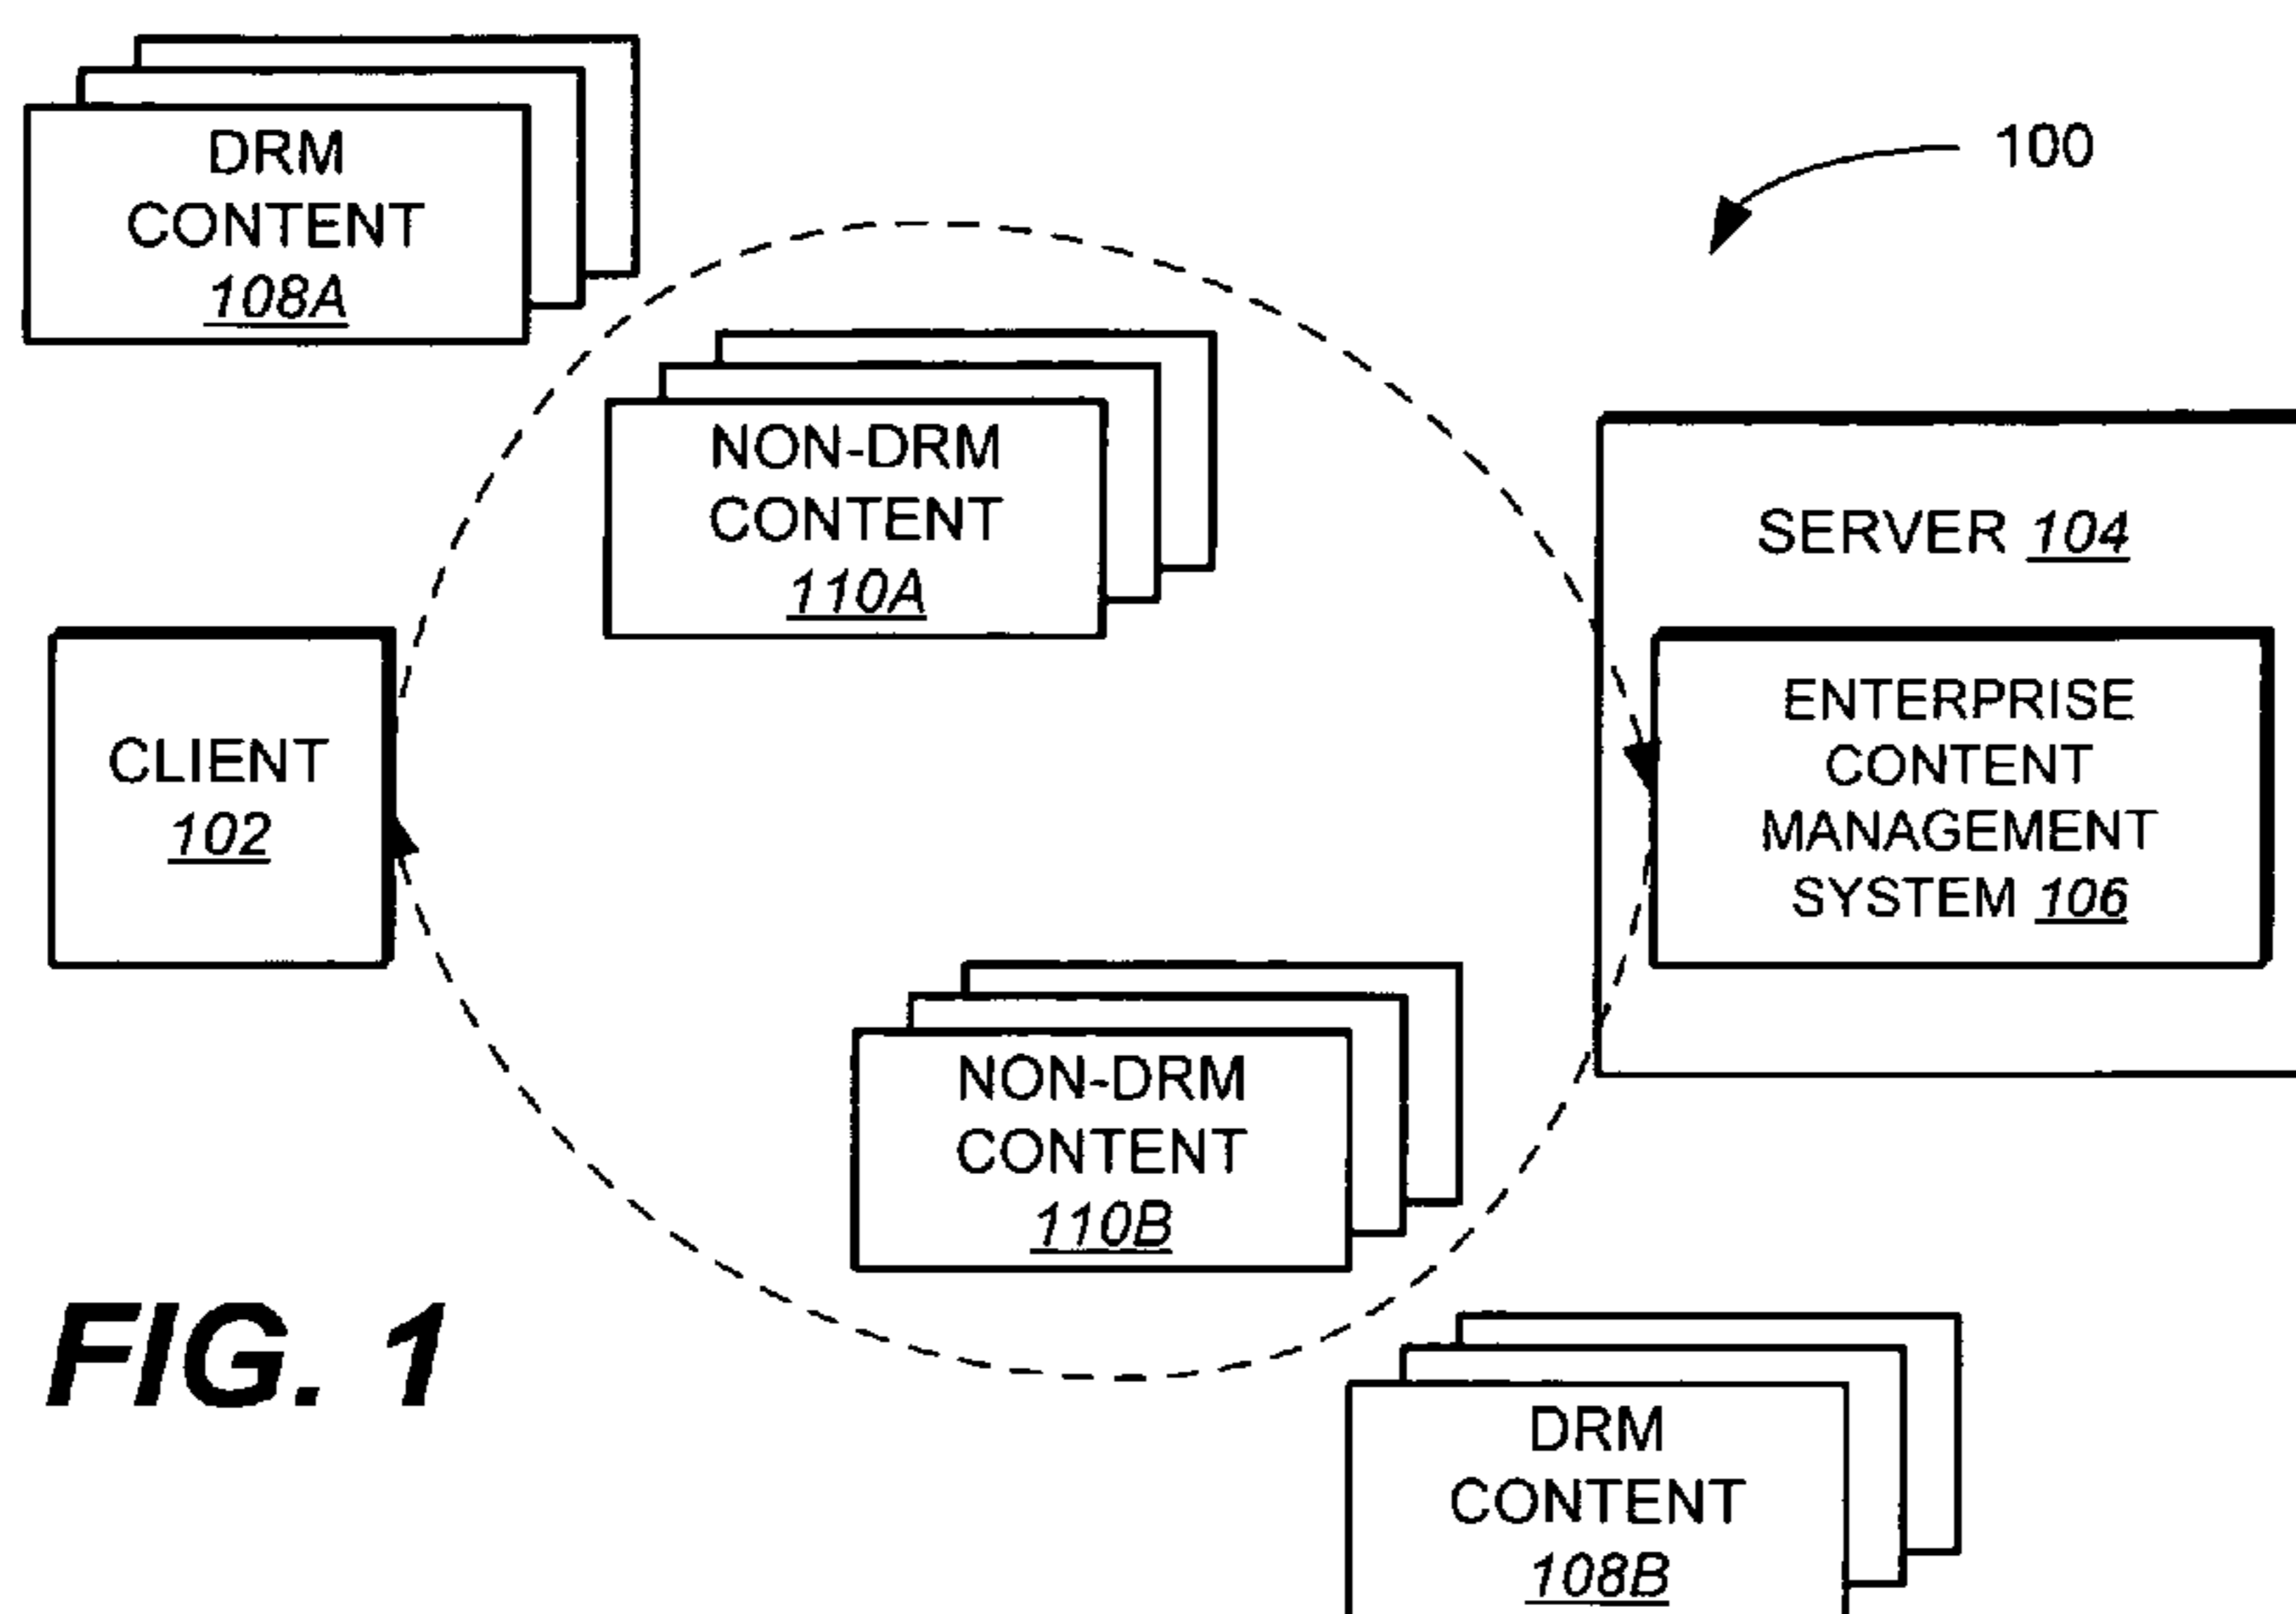 DRM
CONTENT
108A
100
NON-DRM
CONTENT
110A
SERVER 104
CLIENT
102
ENTERPRISE
CONTENT
MANAGEMENT
SYSTEM 106
NON-DRM
CONTENT
110B
FIG. 1
DRM
CONTENT
108B